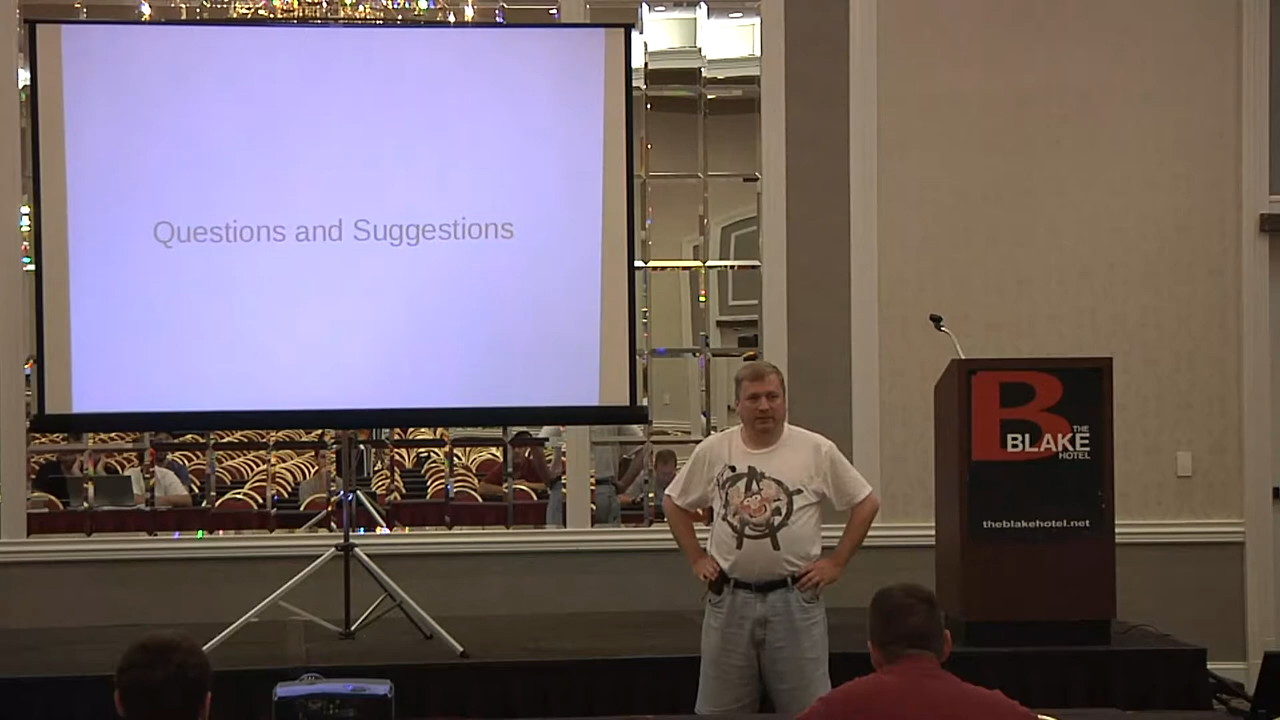 Questions and Suggestions
B
THE
BLAKE
HOTEL
theblakehotel.net